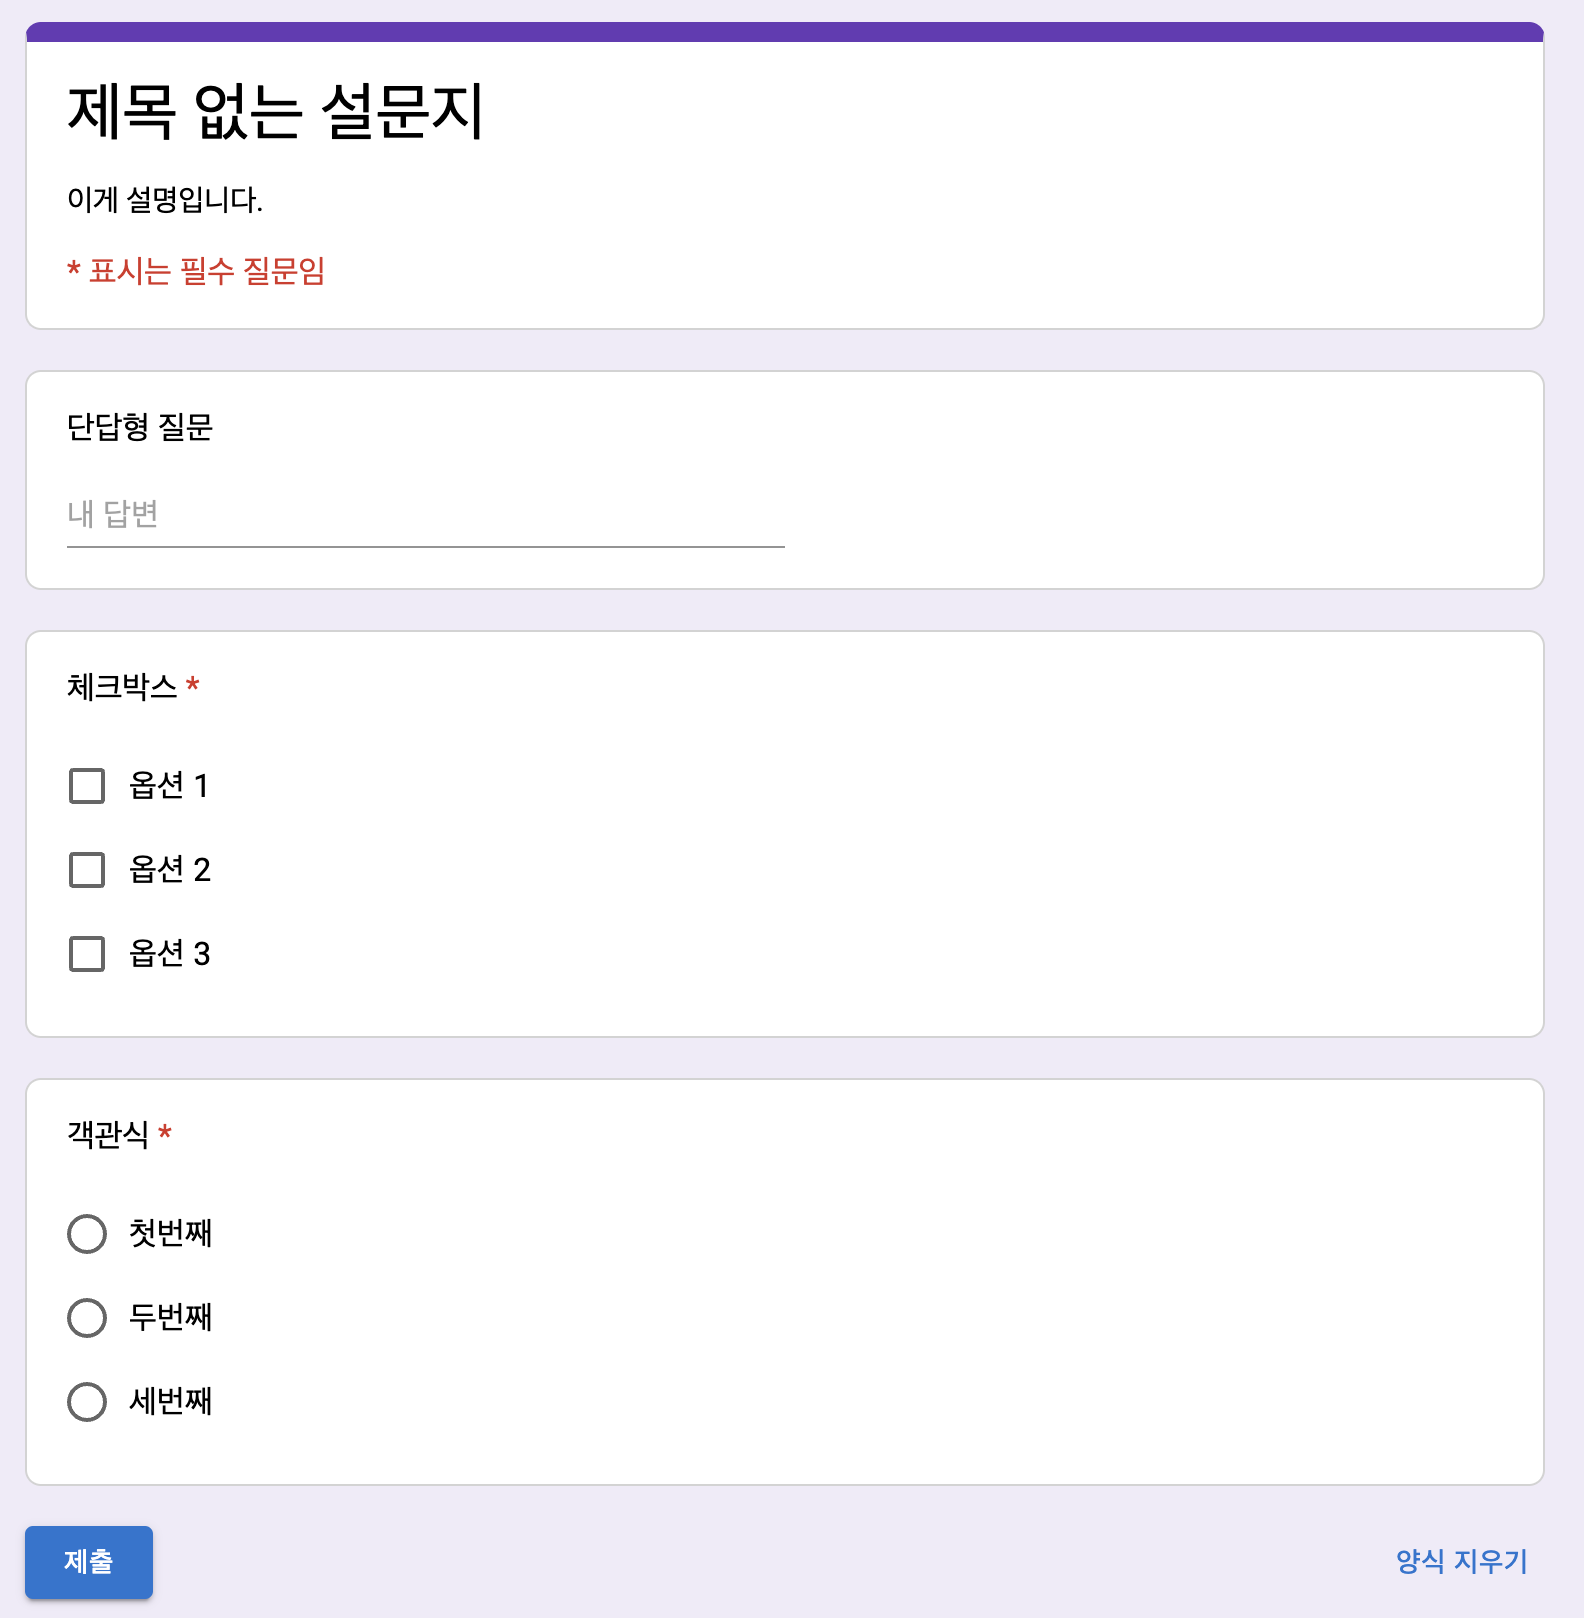 제목 없는 설문지
이게 설명입니다.
* 표시는 필수 질문임
단답형 질문
내 답변
체크박스 *
옵션 1
옵션 2
옵션 3
객관식 *
첫번째
두번째
세번째
제출
양식 지우기